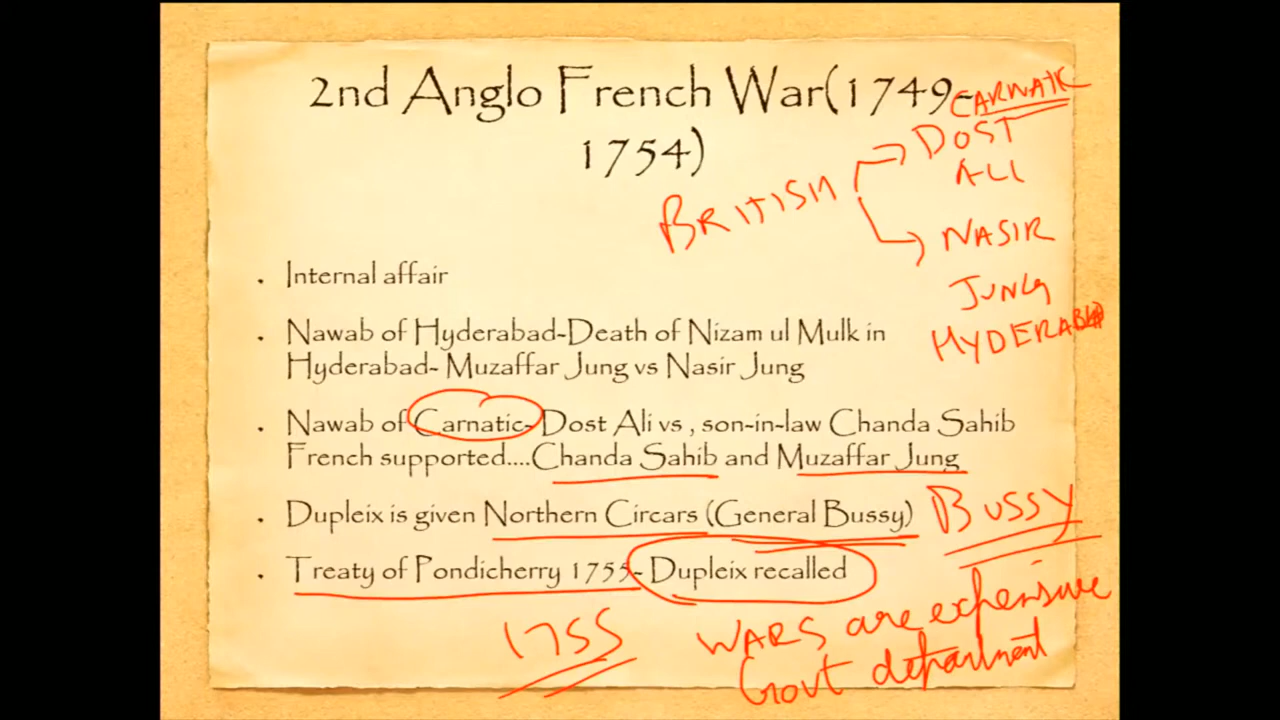 2nd Anglo French War(1749-
1754)
CARNATIC
BRITISH → DOST
ALI
→ NASIR
JUNG
HYDERABAD
. Internal affair
. Nawab of Hyderabad-Death of Nizam ul Mulk in
Hyderabad- Muzaffar Jung vs Nasir Jung
. Nawab of Carnatic- Dost Ali vs , son-in-law Chanda Sahib
French supported....Chanda Sahib and Muzaffar Jung
. Dupleix is given Northern Circars (General Bussy)
BUSSY
. Treaty of Pondicherry 1755- Dupleix recalled
1755
WARS are expensive
Govt department